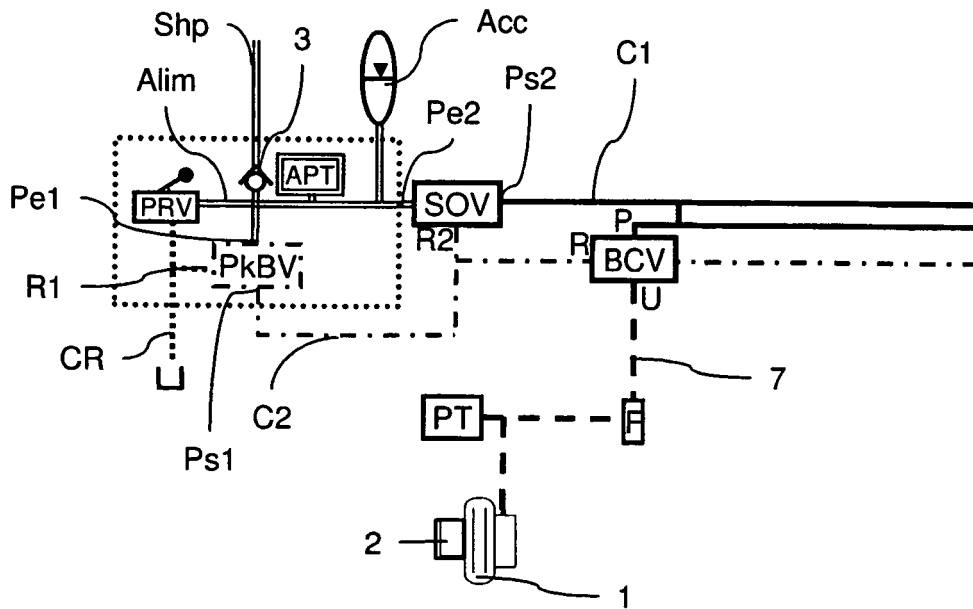 Shp
3
Acc
Alim
Ps2
C1
Pe2
APT
Pe1
PRV
SOV
P
R2
R
BCV
PkBV
R1
U
CR
C2
7
PT
F
Ps1
2
1